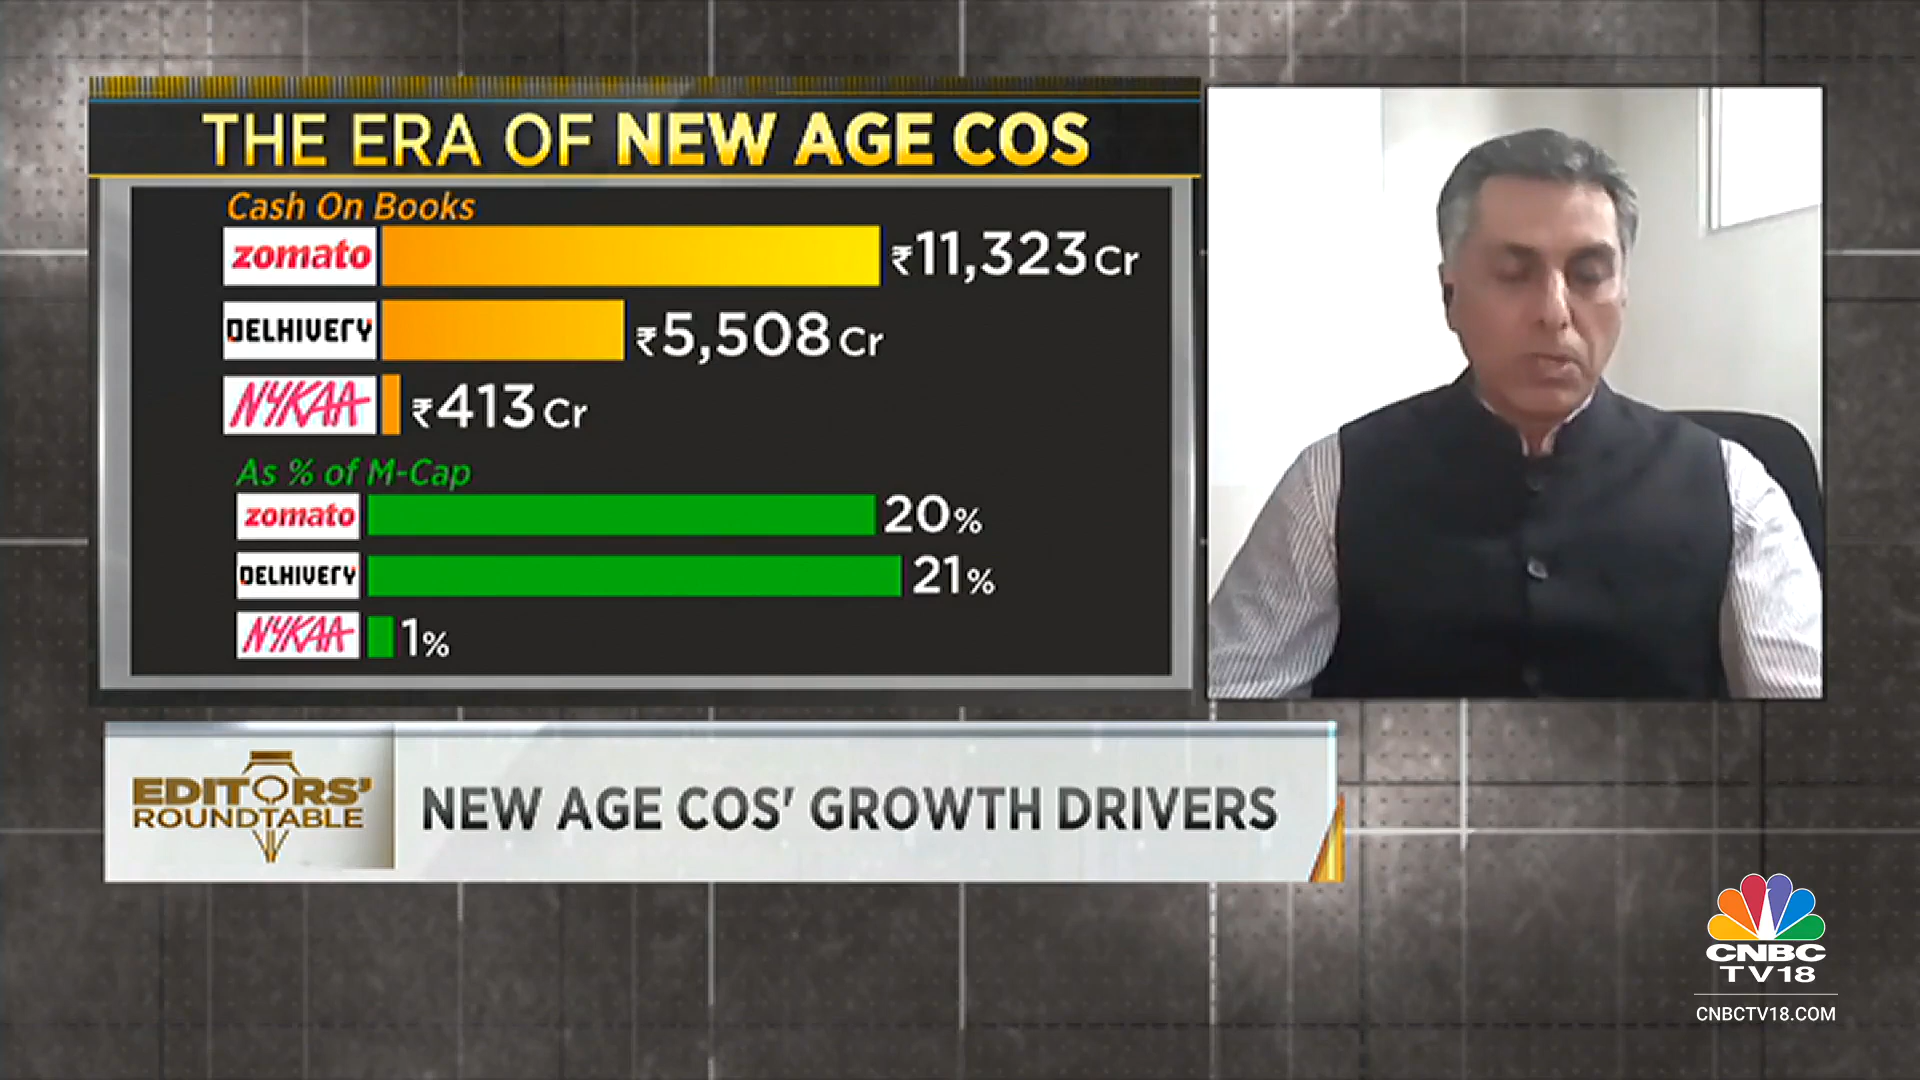 THE ERA OF NEW AGE COS
Cash On Books
zomato ₹11,323 Cr
DELHIVERY ₹5,508 Cr
NYKAA ₹413 Cr
As % of M-Cap
zomato 20%
DELHIVERY 21%
NYKAA 1%
EDITORS'
ROUNDTABLE
NEW AGE COS' GROWTH DRIVERS
CNBC
TV18
CNBCTV18.COM